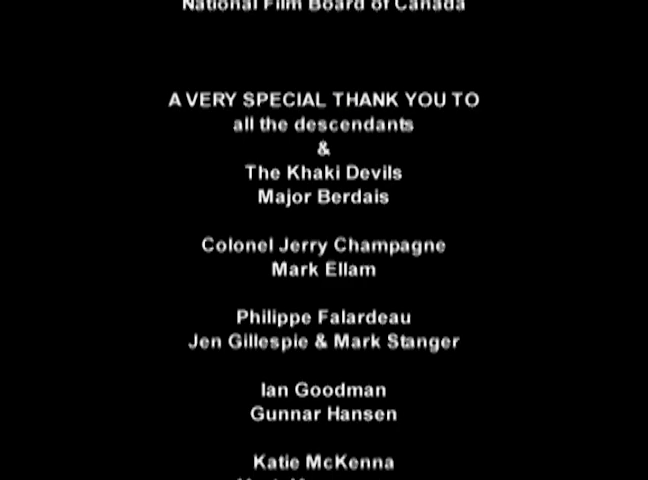 National Film Board of Canada
A VERY SPECIAL THANK YOU TO
all the descendants
&
The Khaki Devils
Major Berdais
Colonel Jerry Champagne
Mark Ellam
Philippe Falardeau
Jen Gillespie & Mark Stanger
Ian Goodman
Gunnar Hansen
Katie McKenna